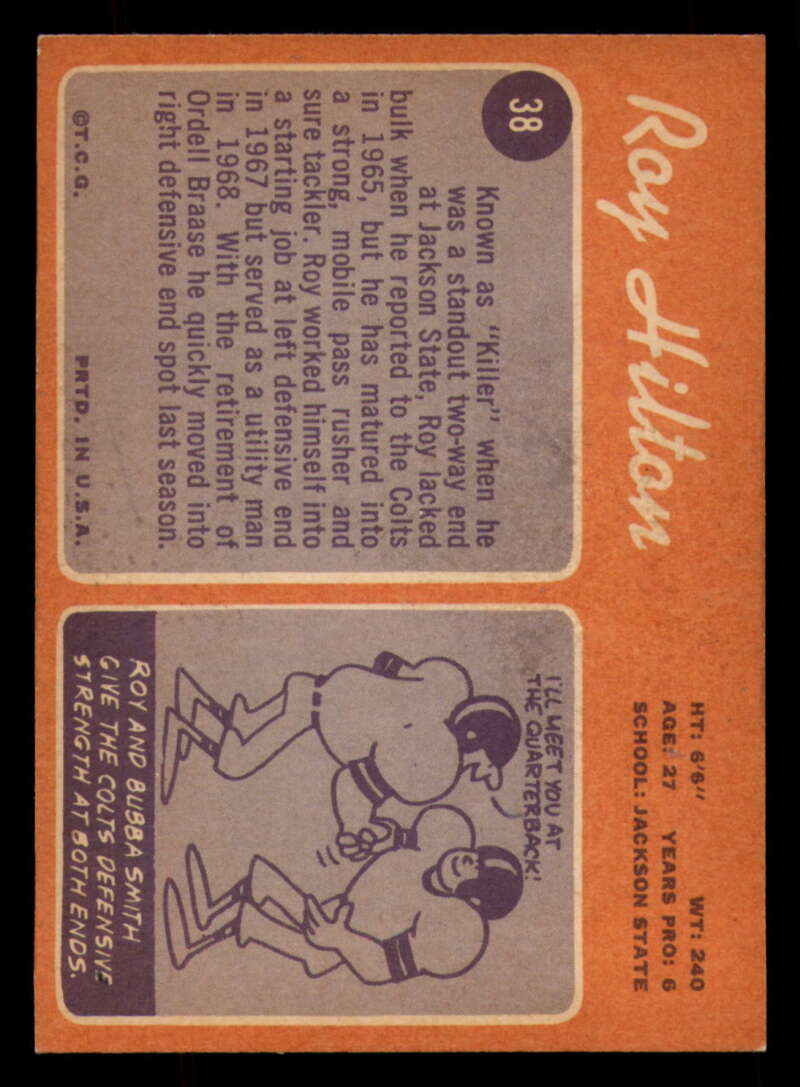 Roy Hilton
HT: 6'6" WT: 240
AGE: 27 YEARS PRO: 6
SCHOOL: JACKSON STATE
38
Known as "Killer" when he
was a standout two-way end
at Jackson State, Roy lacked
bulk when he reported to the Colts
in 1965, but he has matured into
a strong, mobile pass rusher and
sure tackler. Roy worked himself into
a starting job at left defensive end
in 1967 but served as a utility man
in 1968. With the retirement of
Ordell Braase he quickly moved into
right defensive end spot last season.
©T.C.G. PRTD. IN U.S.A.
I'LL MEET YOU AT
THE QUARTERBACK!
ROY AND BUBBA SMITH
GIVE THE COLTS DEFENSIVE
STRENGTH AT BOTH ENDS.